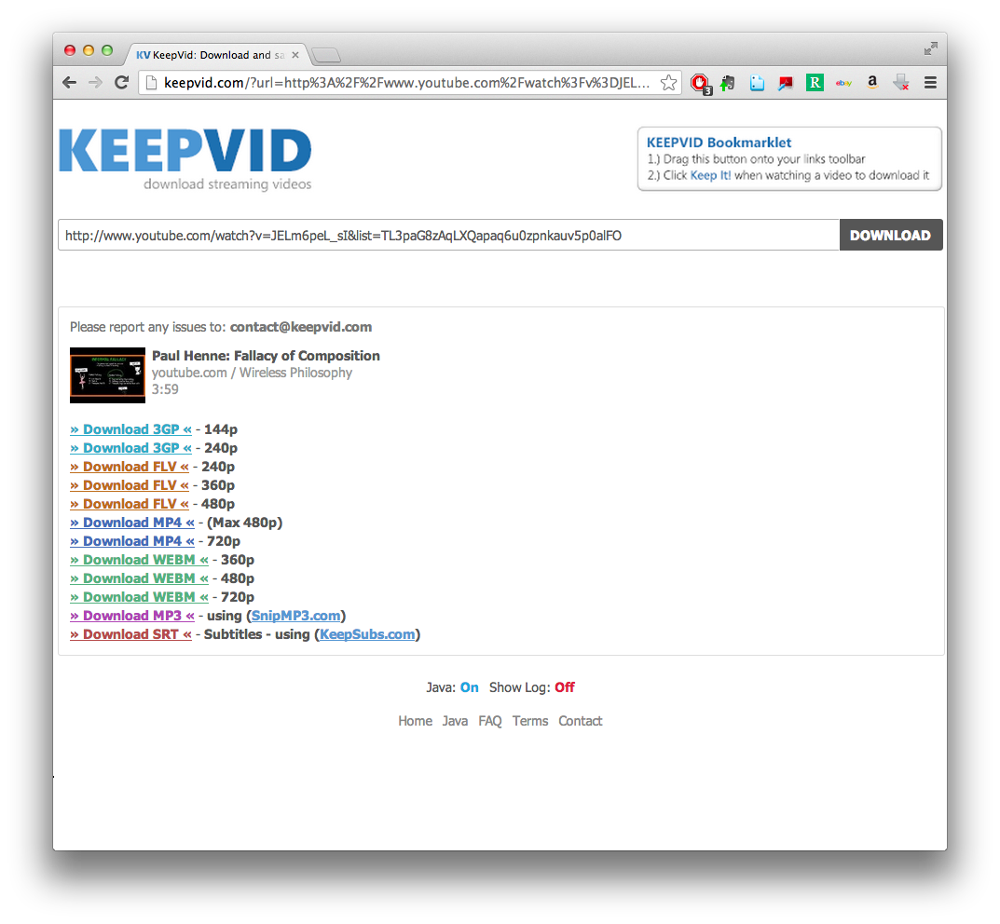 KV KeepVid: Download and sa
keepvid.com/?url=http%3A%2F%2Fwww.youtube.com%2Fwatch%3Fv%3DJEL...
3
R
ebay
a
KEEPVID
download streaming videos
KEEPVID Bookmarklet
1.) Drag this button onto your links toolbar
2.) Click Keep It! when watching a video to download it
http://www.youtube.com/watch?v=JELm6peL_sI&list=TL3paG8zAqLXQapaq6u0zpnkauv5p0alFO
DOWNLOAD
Please report any issues to: contact@keepvid.com
Paul Henne: Fallacy of Composition
youtube.com / Wireless Philosophy
3:59
» Download 3GP « - 144p
» Download 3GP « - 240p
» Download FLV « - 240p
» Download FLV « - 360p
» Download FLV « - 480p
» Download MP4 « - (Max 480p)
» Download MP4 « - 720p
» Download WEBM « - 360p
» Download WEBM « - 480p
» Download WEBM « - 720p
» Download MP3 « - using (SnipMP3.com)
» Download SRT « - Subtitles - using (KeepSubs.com)
Java: On Show Log: Off
Home Java FAQ Terms Contact